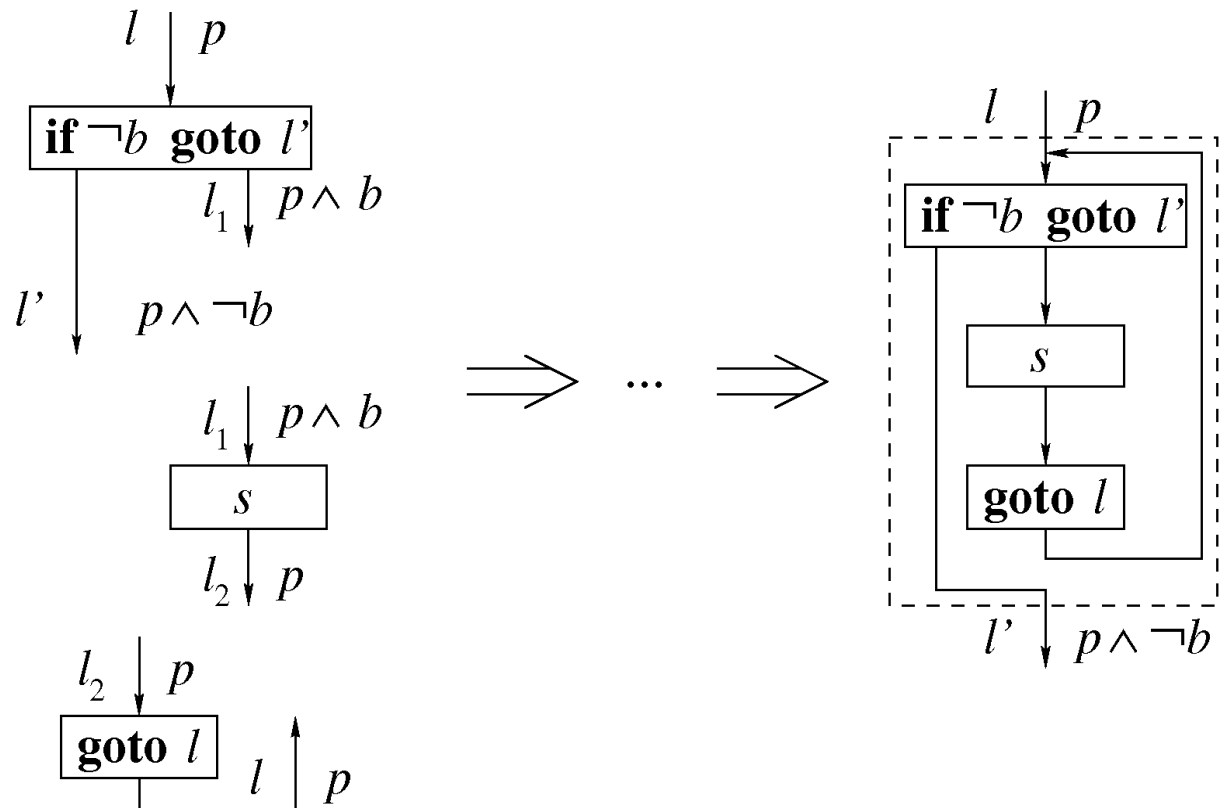 l p
if ¬b goto l’
l₁ p ∧ b
l’ p ∧ ¬b
l₁ p ∧ b
s
l₂ p
l₂ p
goto l
l p
...
l p
if ¬b goto l’
s
goto l
l’ p ∧ ¬b